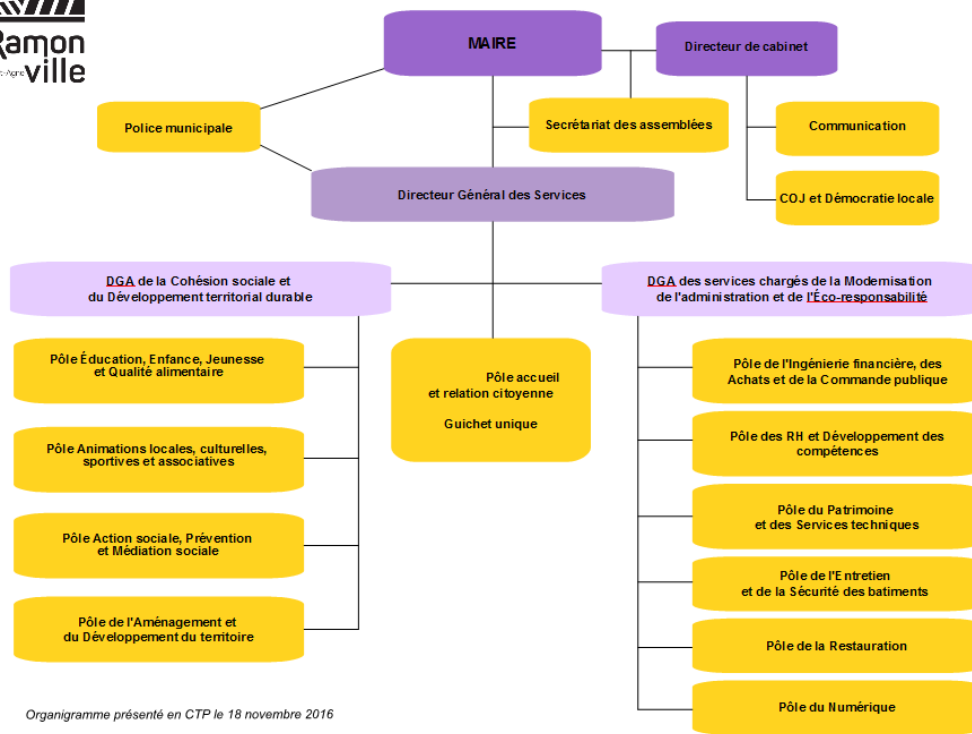 Ramon
St-Agne ville
MAIRE
Directeur de cabinet
Police municipale
Secrétariat des assemblées
Communication
COJ et Démocratie locale
Directeur Général des Services
DGA de la Cohésion sociale et
du Développement territorial durable
DGA des services chargés de la Modernisation
de l'administration et de l'Éco-responsabilité
Pôle Éducation, Enfance, Jeunesse
et Qualité alimentaire
Pôle Animations locales, culturelles,
sportives et associatives
Pôle Action sociale, Prévention
et Médiation sociale
Pôle de l'Aménagement et
du Développement du territoire
Pôle accueil
et relation citoyenne
Guichet unique
Pôle de l'Ingénierie financière, des
Achats et de la Commande publique
Pôle des RH et Développement des
compétences
Pôle du Patrimoine
et des Services techniques
Pôle de l'Entretien
et de la Sécurité des batiments
Pôle de la Restauration
Pôle du Numérique
Organigramme présenté en CTP le 18 novembre 2016